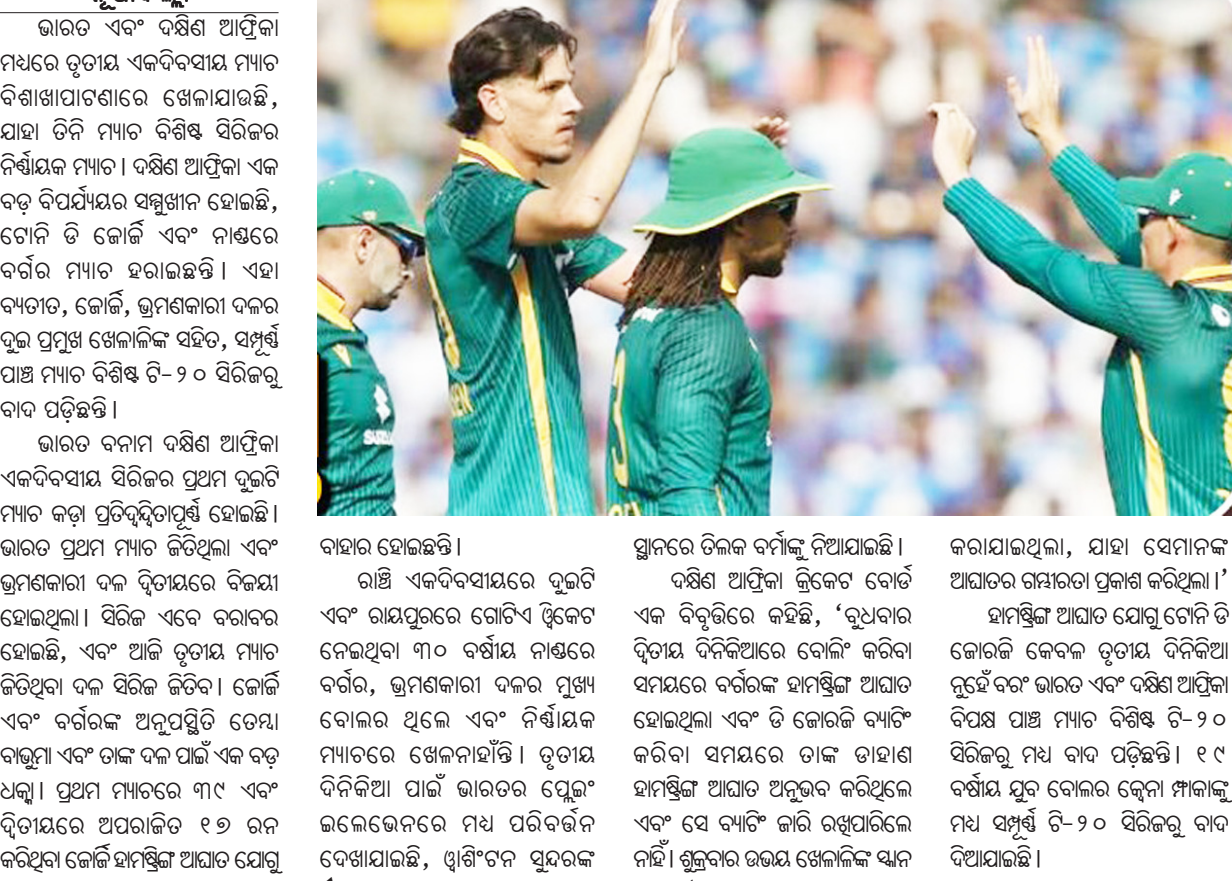 ଭାରତ ଏବଂ ଦକ୍ଷିଣ ଆଫ୍ରିକା
ମଧ୍ୟରେ ତୃତୀୟ ଏକଦିବସୀୟ ମ୍ୟାଚ
ବିଶାଖାପାଟଣାରେ ଖେଳାଯାଉଛି,
ଯାହା ତିନି ମ୍ୟାଚ ବିଶିଷ୍ଟ ସିରିଜର
ନିର୍ଣ୍ଣାୟକ ମ୍ୟାଚ। ଦକ୍ଷିଣ ଆଫ୍ରିକା ଏକ
ବଡ଼ ବିପର୍ଯ୍ୟୟର ସମ୍ମୁଖୀନ ହୋଇଛି,
ଟୋନି ଡି ଜୋର୍ଜି ଏବଂ ନାଣ୍ଡରେ
ବର୍ଗର ମ୍ୟାଚ ହରାଇଛନ୍ତି। ଏହା
ବ୍ୟତୀତ, ଜୋର୍ଜି, ଭ୍ରମଣକାରୀ ଦଳର
ଦୁଇ ପ୍ରମୁଖ ଖେଳାଳିଙ୍କ ସହିତ, ସମ୍ପୂର୍ଣ୍ଣ
ପାଞ୍ଚ ମ୍ୟାଚ ବିଶିଷ୍ଟ ଟି-୨୦ ସିରିଜରୁ
ବାଦ ପଡ଼ିଛନ୍ତି।
ଭାରତ ବନାମ ଦକ୍ଷିଣ ଆଫ୍ରିକା
ଏକଦିବସୀୟ ସିରିଜର ପ୍ରଥମ ଦୁଇଟି
ମ୍ୟାଚ କଡ଼ା ପ୍ରତିଦ୍ୱନ୍ଦ୍ୱିତାପୂର୍ଣ୍ଣ ହୋଇଛି।
ଭାରତ ପ୍ରଥମ ମ୍ୟାଚ ଜିତିଥିଲା ଏବଂ
ଭ୍ରମଣକାରୀ ଦଳ ଦ୍ୱିତୀୟରେ ବିଜୟୀ
ହୋଇଥିଲା। ସିରିଜ ଏବେ ବରାବର
ହୋଇଛି, ଏବଂ ଆଜି ତୃତୀୟ ମ୍ୟାଚ
ଜିତିଥିବା ଦଳ ସିରିଜ ଜିତିବ। ଜୋର୍ଜି
ଏବଂ ବର୍ଗରଙ୍କ ଅନୁପସ୍ଥିତି ତେମ୍ବା
ବାଭୁମା ଏବଂ ତାଙ୍କ ଦଳ ପାଇଁ ଏକ ବଡ଼
ଧକ୍କା। ପ୍ରଥମ ମ୍ୟାଚରେ ୩୯ ଏବଂ
ଦ୍ୱିତୀୟରେ ଅପରାଜିତ ୧୭ ରନ
କରିଥିବା ଜୋର୍ଜି ହାମଷ୍ଟ୍ରିଙ୍ଗ ଆଘାତ ଯୋଗୁ
ବାହାର ହୋଇଛନ୍ତି।
ରାଞ୍ଚି ଏକଦିବସୀୟରେ ଦୁଇଟି
ଏବଂ ରାୟପୁରରେ ଗୋଟିଏ ୱିକେଟ
ନେଇଥିବା ୩୦ ବର୍ଷୀୟ ନାଣ୍ଡରେ
ବର୍ଗର, ଭ୍ରମଣକାରୀ ଦଳର ମୁଖ୍ୟ
ବୋଲର ଥିଲେ ଏବଂ ନିର୍ଣ୍ଣାୟକ
ମ୍ୟାଚରେ ଖେଳନାହାଁନ୍ତି। ତୃତୀୟ
ଦିନିକିଆ ପାଇଁ ଭାରତର ପ୍ଲେଇଂ
ଇଲେଭେନରେ ମଧ୍ୟ ପରିବର୍ତ୍ତନ
ଦେଖାଯାଇଛି, ୱାଶିଂଟନ ସୁନ୍ଦରଙ୍କ
ସ୍ଥାନରେ ତିଲକ ବର୍ମାଙ୍କୁ ନିଆଯାଇଛି।
ଦକ୍ଷିଣ ଆଫ୍ରିକା କ୍ରିକେଟ ବୋର୍ଡ
ଏକ ବିବୃତ୍ତିରେ କହିଛି, ‘ବୁଧବାର
ଦ୍ୱିତୀୟ ଦିନିକିଆରେ ବୋଲିଂ କରିବା
ସମୟରେ ବର୍ଗରଙ୍କ ହାମଷ୍ଟ୍ରିଙ୍ଗ ଆଘାତ
ହୋଇଥିଲା ଏବଂ ଡି ଜୋରଜି ବ୍ୟାଟିଂ
କରିବା ସମୟରେ ତାଙ୍କ ଡାହାଣ
ହାମଷ୍ଟ୍ରିଙ୍ଗ ଆଘାତ ଅନୁଭବ କରିଥିଲେ
ଏବଂ ସେ ବ୍ୟାଟିଂ ଜାରି ରଖିପାରିଲେ
ନାହିଁ। ଶୁକ୍ରବାର ଉଭୟ ଖେଳାଳିଙ୍କ ସ୍କାନ
କରାଯାଇଥିଲା, ଯାହା ସେମାନଙ୍କ
ଆଘାତର ଗମ୍ଭୀରତା ପ୍ରକାଶ କରିଥିଲା।’
ହାମଷ୍ଟ୍ରିଙ୍ଗ ଆଘାତ ଯୋଗୁ ଟୋନି ଡି
ଜୋରଜି କେବଳ ତୃତୀୟ ଦିନିକିଆ
ନୁହେଁ ବରଂ ଭାରତ ଏବଂ ଦକ୍ଷିଣ ଆଫ୍ରିକା
ବିପକ୍ଷ ପାଞ୍ଚ ମ୍ୟାଚ ବିଶିଷ୍ଟ ଟି-୨୦
ସିରିଜରୁ ମଧ୍ୟ ବାଦ ପଡ଼ିଛନ୍ତି। ୧୯
ବର୍ଷୀୟ ଯୁବ ବୋଲର କ୍ୱେନା ମ୍ଫାକାଙ୍କୁ
ମଧ୍ୟ ସମ୍ପୂର୍ଣ୍ଣ ଟି-୨୦ ସିରିଜରୁ ବାଦ
ଦିଆଯାଇଛି।